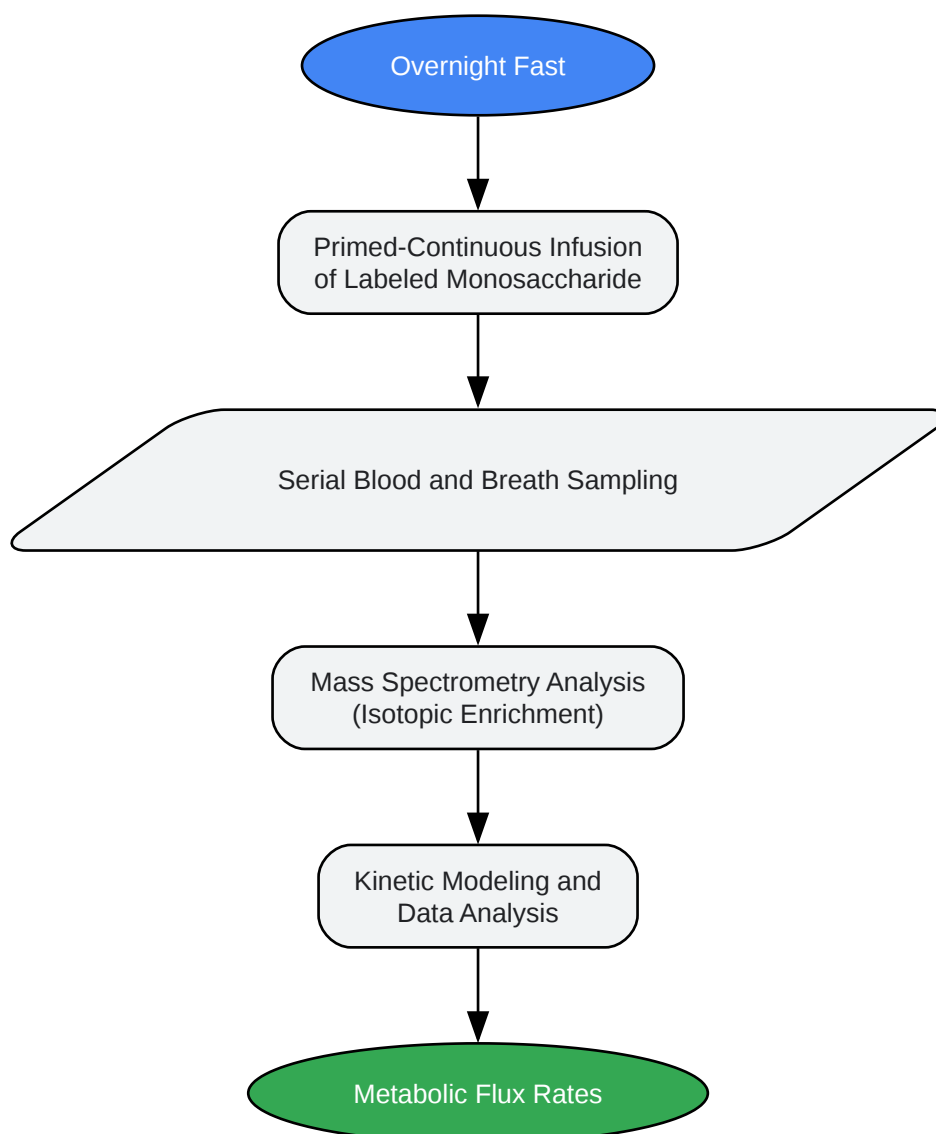 Overnight Fast
Primed-Continuous Infusion
of Labeled Monosaccharide
Serial Blood and Breath Sampling
Mass Spectrometry Analysis
(Isotopic Enrichment)
Kinetic Modeling and
Data Analysis
Metabolic Flux Rates